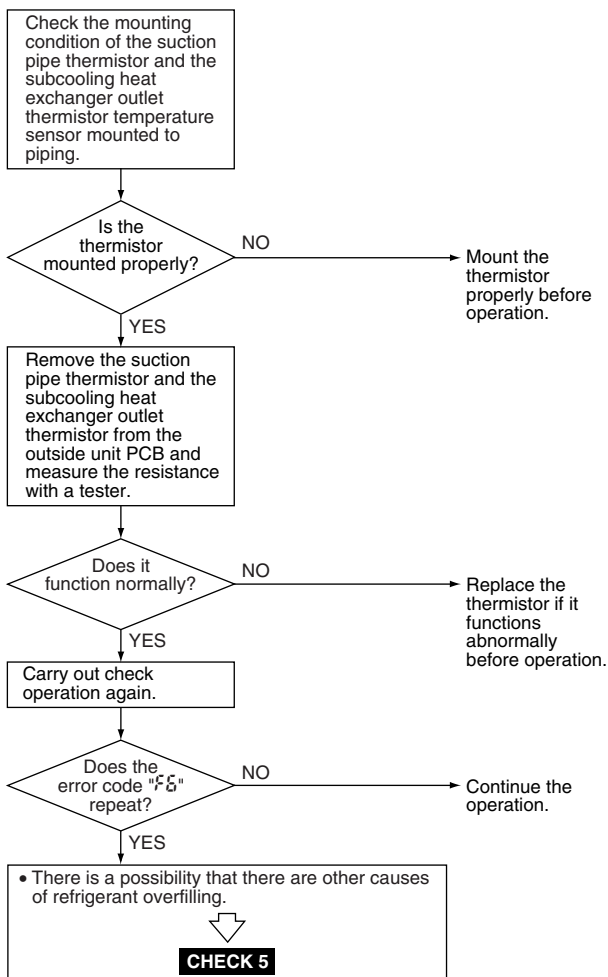 Check the mounting
condition of the suction
pipe thermistor and the
subcooling heat
exchanger outlet
thermistor temperature
sensor mounted to
piping.
Is the
thermistor
mounted properly?
NO
Mount the
thermistor
properly before
operation.
YES
Remove the suction
pipe thermistor and the
subcooling heat
exchanger outlet
thermistor from the
outside unit PCB and
measure the resistance
with a tester.
Does it
function normally?
NO
Replace the
thermistor if it
functions
abnormally
before operation.
YES
Carry out check
operation again.
Does the
error code "F6"
repeat?
NO
Continue the
operation.
YES
• There is a possibility that there are other causes
of refrigerant overfilling.
CHECK 5